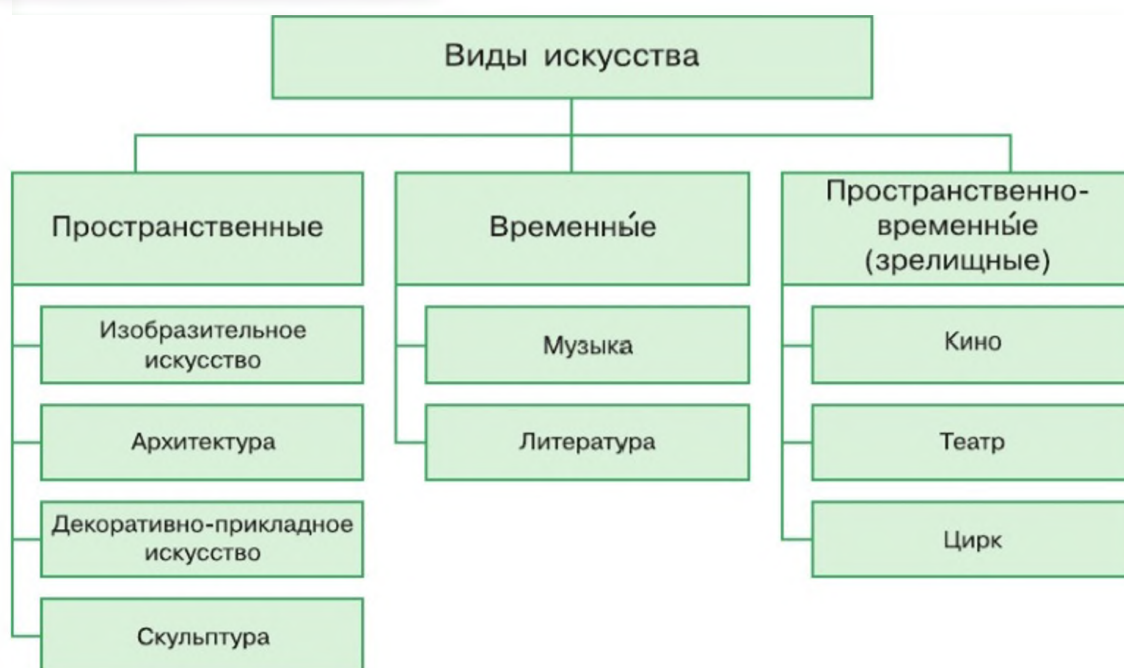 Виды искусства
Пространственные
Изобразительное
искусство
Архитектура
Декоративно-прикладное
искусство
Скульптура
Временны́е
Музыка
Литература
Пространственно-
временны́е
(зрелищные)
Кино
Театр
Цирк